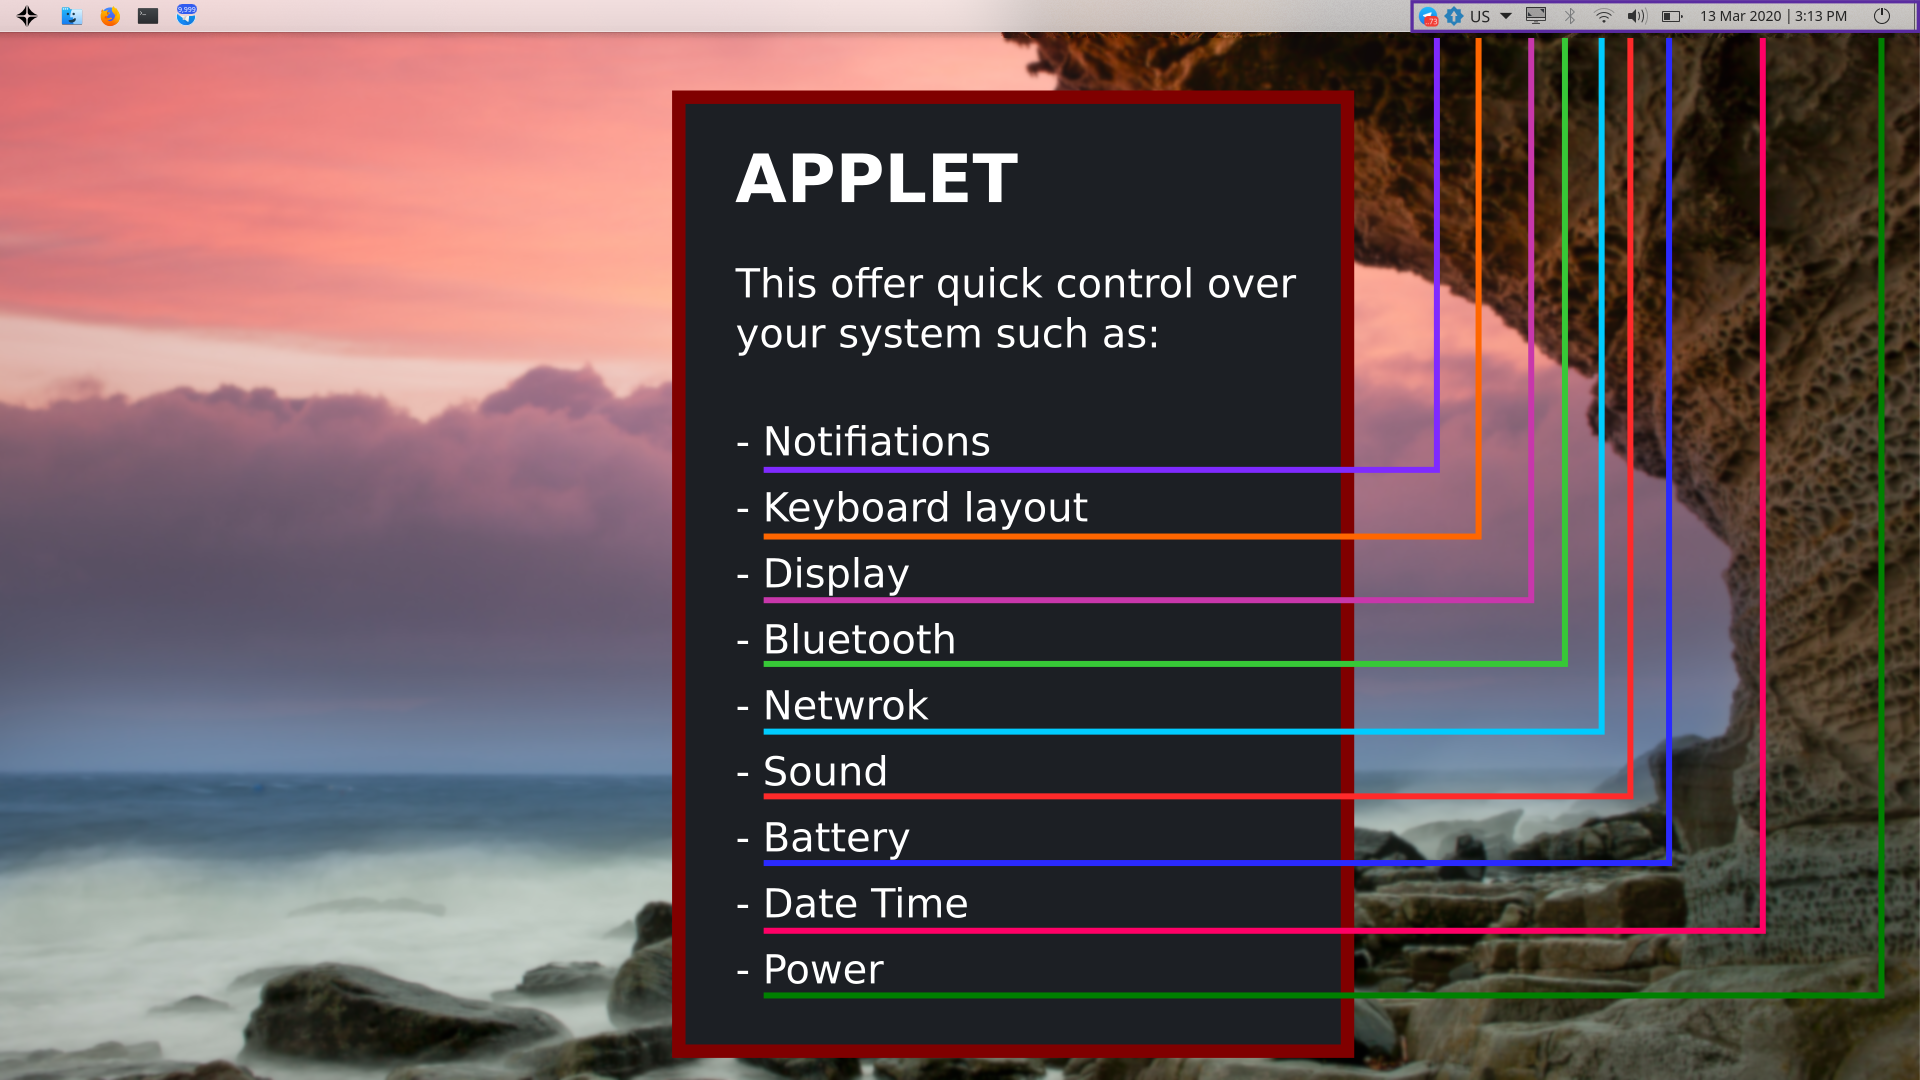 9,999
73
US
13 Mar 2020 | 3:13 PM
APPLET
This offer quick control over
your system such as:
- Notifiations
- Keyboard layout
- Display
- Bluetooth
- Netwrok
- Sound
- Battery
- Date Time
- Power